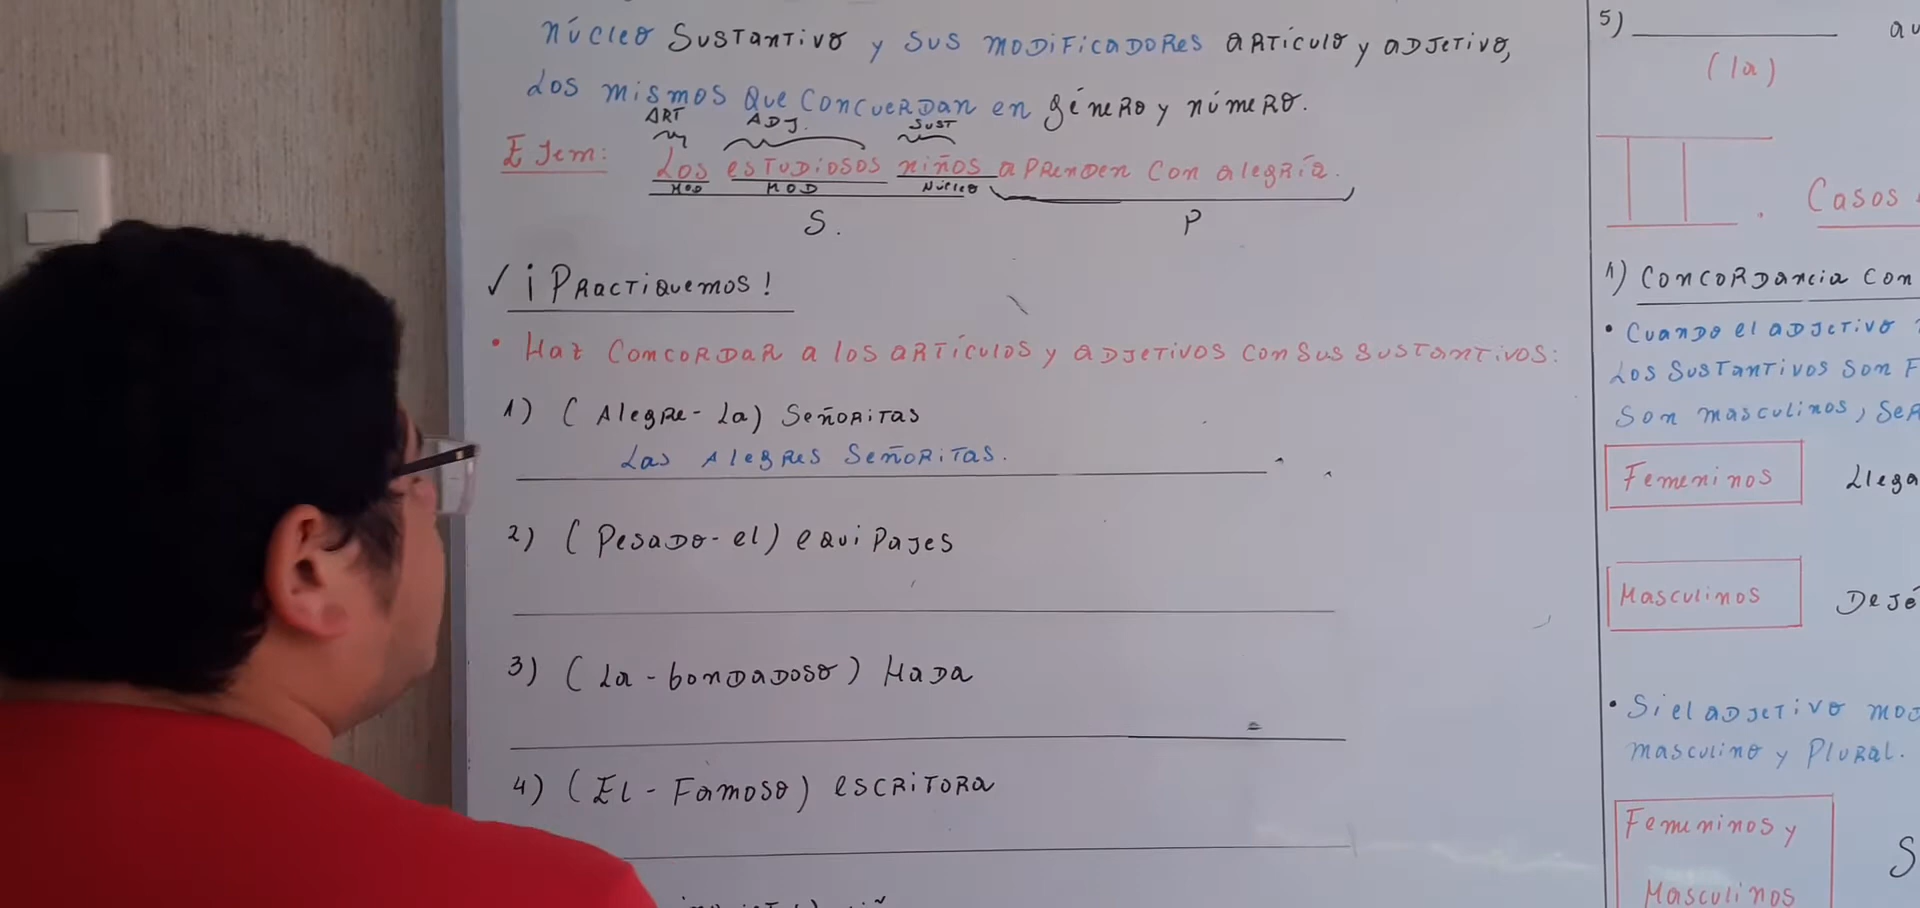 núcleo sustantivo y sus modificadores artículo y adjetivo,
Los mismos que concuerdan en género y número.
ART ADJ. SUST
Ejem: Los estudiosos niños aprenden con alegría.
MOD MOD Núcleo
S. P
✓ ¡Practiquemos!
• Haz concordar a los artículos y adjetivos con sus sustantivos:
1) (Alegre - La) Señoritas
Las Alegres Señoritas.
2) (Pesado - el) equipajes
3) (La - bondadoso) Hada
4) (El - Famoso) escritora
5)
(la)
II. Casos
1) Concordancia con
• Cuando el adjetivo
Los sustantivos son F
son masculinos, ser
Femeninos Llega
Masculinos Dejé
• Si el adjetivo mod
masculino y plural.
Femeninos y
Masculinos
S